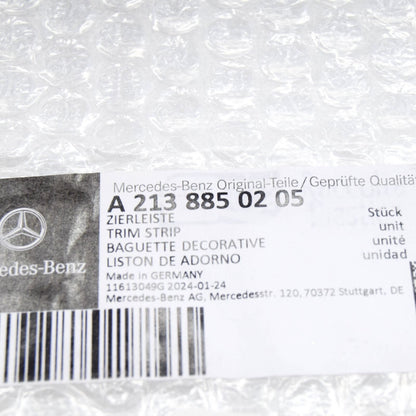 Mercedes-Benz Original-Teile/Geprüfte Qualität
A 213 885 02 05
ZIERLEISTE Stück
TRIM STRIP unit
BAGUETTE DECORATIVE unité
LISTON DE ADORNO unidad
Made in GERMANY
11613049G 2024-01-24
Mercedes-Benz AG, Mercedesstr. 120, 70372 Stuttgart, DE
edes-Benz